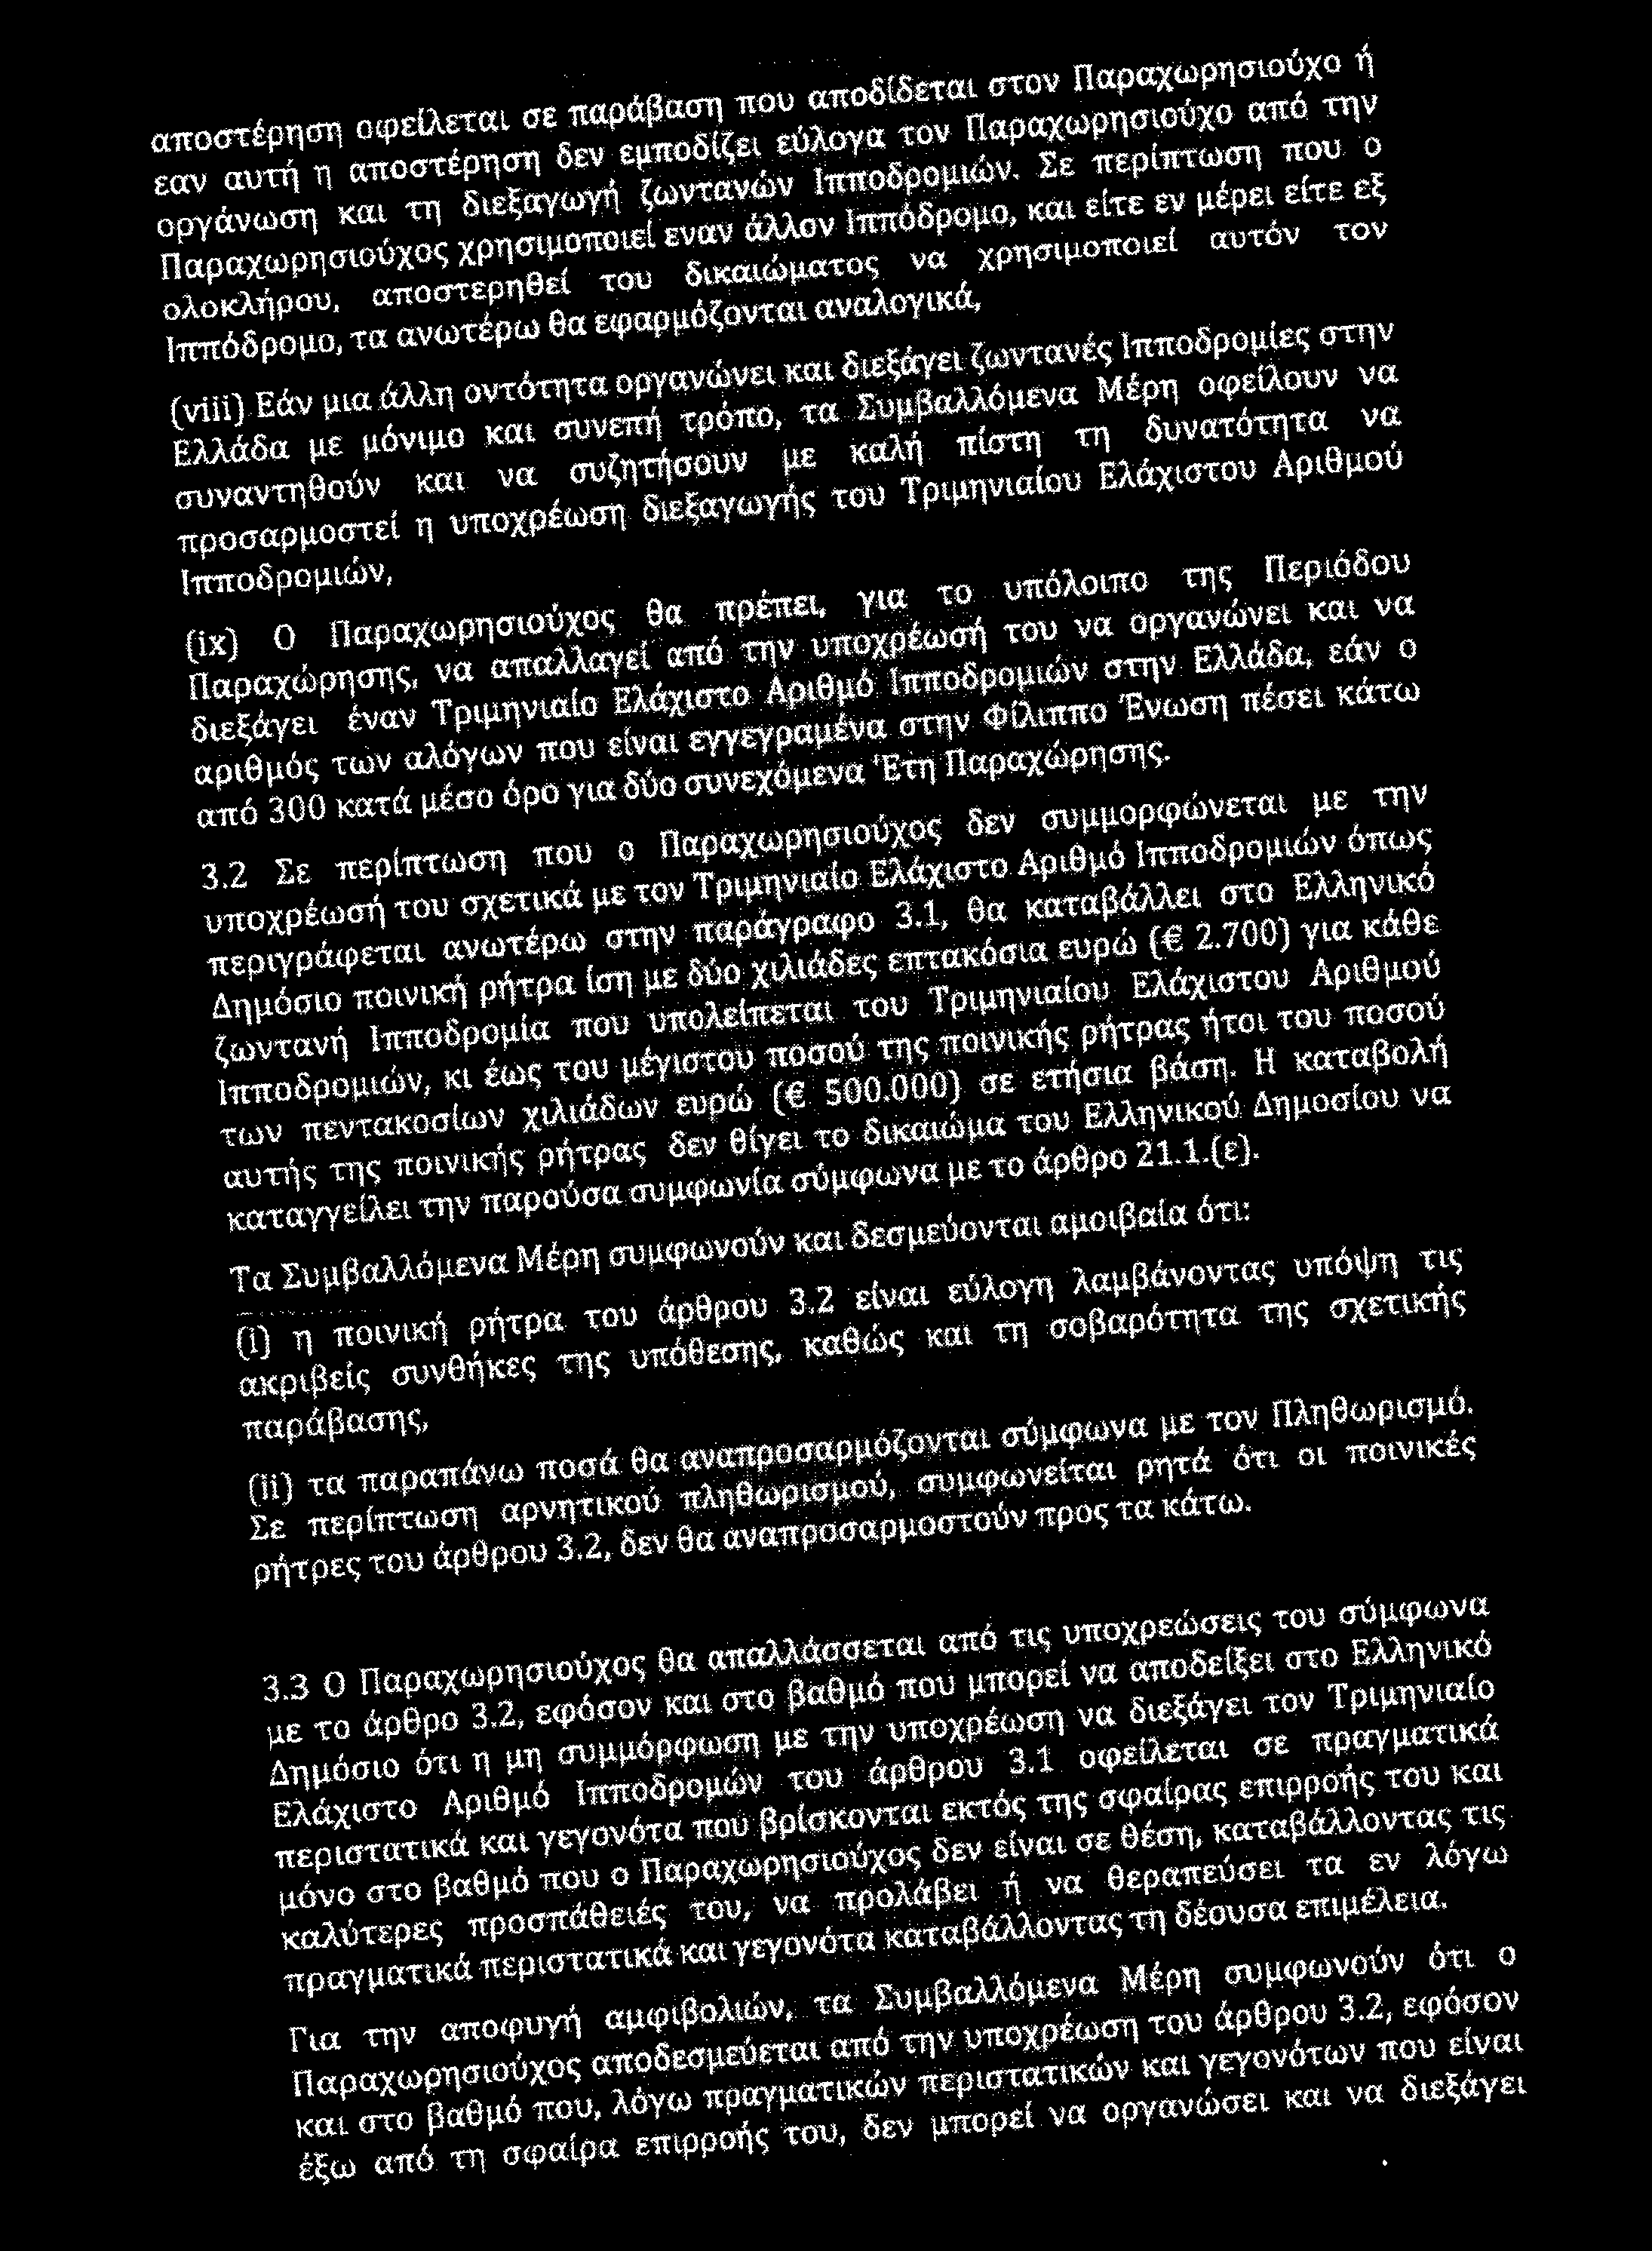 αποστέρηση οφείλεται σε παράβαση που αποδίδεται στον Παραχωρησιούχο ή
εαν αυτή η αποστέρηση δεν εμποδίζει εύλογα τον Παραχωρησιούχο από την
οργάνωση και τη διεξαγωγή ζωντανών Ιπποδρομιών. Σε περίπτωση που ο
Παραχωρησιούχος χρησιμοποιεί εναν άλλον Ιππόδρομο, και είτε εν μέρει είτε εξ
ολοκλήρου, αποστερηθεί του δικαιώματος να χρησιμοποιεί αυτόν τον
Ιππόδρομο, τα ανωτέρω θα εφαρμόζονται αναλογικά,
(viii) Εάν μια άλλη οντότητα οργανώνει και διεξάγει ζωντανές Ιπποδρομίες στην
Ελλάδα με μόνιμο και συνεπή τρόπο, τα Συμβαλλόμενα Μέρη οφείλουν να
συναντηθούν και να συζητήσουν με καλή πίστη τη δυνατότητα να
προσαρμοστεί η υποχρέωση διεξαγωγής του Τριμηνιαίου Ελάχιστου Αριθμού
Ιπποδρομιών,
(ix) Ο Παραχωρησιούχος θα πρέπει, για το υπόλοιπο της Περιόδου
Παραχώρησης, να απαλλαγεί από την υποχρέωσή του να οργανώνει και να
διεξάγει έναν Τριμηνιαίο Ελάχιστο Αριθμό Ιπποδρομιών στην Ελλάδα, εάν ο
αριθμός των αλόγων που είναι εγγεγραμένα στην Φίλιππο Ένωση πέσει κάτω
από 300 κατά μέσο όρο για δύο συνεχόμενα Έτη Παραχώρησης.
3.2 Σε περίπτωση που ο Παραχωρησιούχος δεν συμμορφώνεται με την
υποχρέωσή του σχετικά με τον Τριμηνιαίο Ελάχιστο Αριθμό Ιπποδρομιών όπως
περιγράφεται ανωτέρω στην παράγραφο 3.1, θα καταβάλλει στο Ελληνικό
Δημόσιο ποινική ρήτρα ίση με δύο χιλιάδες επτακόσια ευρώ (€ 2.700) για κάθε
ζωντανή Ιπποδρομία που υπολείπεται του Τριμηνιαίου Ελάχιστου Αριθμού
Ιπποδρομιών, κι έως του μέγιστου ποσού της ποινικής ρήτρας ήτοι του ποσού
των πεντακοσίων χιλιάδων ευρώ (€ 500.000) σε ετήσια βάση. Η καταβολή
αυτής της ποινικής ρήτρας δεν θίγει το δικαιώμα του Ελληνικού Δημοσίου να
καταγγείλει την παρούσα συμφωνία σύμφωνα με το άρθρο 21.1.(ε).
Τα Συμβαλλόμενα Μέρη συμφωνούν και δεσμεύονται αμοιβαία ότι:
(i) η ποινική ρήτρα του άρθρου 3.2 είναι εύλογη λαμβάνοντας υπόψη τις
ακριβείς συνθήκες της υπόθεσης, καθώς και τη σοβαρότητα της σχετικής
παράβασης,
(ii) τα παραπάνω ποσά θα αναπροσαρμόζονται σύμφωνα με τον Πληθωρισμό.
Σε περίπτωση αρνητικού πληθωρισμού, συμφωνείται ρητά ότι οι ποινικές
ρήτρες του άρθρου 3.2, δεν θα αναπροσαρμοστούν προς τα κάτω.
3.3 Ο Παραχωρησιούχος θα απαλλάσσεται από τις υποχρεώσεις του σύμφωνα
με το άρθρο 3.2, εφόσον και στο βαθμό που μπορεί να αποδείξει στο Ελληνικό
Δημόσιο ότι η μη συμμόρφωση με την υποχρέωση να διεξάγει τον Τριμηνιαίο
Ελάχιστο Αριθμό Ιπποδρομών του άρθρου 3.1 οφείλεται σε πραγματικά
περιστατικά και γεγονότα που βρίσκονται εκτός της σφαίρας επιρροής του και
μόνο στο βαθμό που ο Παραχωρησιούχος δεν είναι σε θέση, καταβάλλοντας τις
καλύτερες προσπάθειές του, να προλάβει ή να θεραπεύσει τα εν λόγω
πραγματικά περιστατικά και γεγονότα καταβάλλοντας τη δέουσα επιμέλεια.
Για την αποφυγή αμφιβολιών, τα Συμβαλλόμενα Μέρη συμφωνούν ότι ο
Παραχωρησιούχος αποδεσμεύεται από την υποχρέωση του άρθρου 3.2, εφόσον
και στο βαθμό που, λόγω πραγματικών περιστατικών και γεγονότων που είναι
έξω από τη σφαίρα επιρροής του, δεν μπορεί να οργανώσει και να διεξάγει